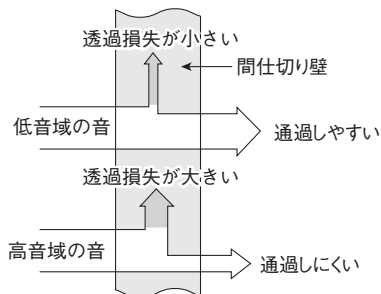 透過損失が小さい
間仕切り壁
低音域の音
通過しやすい
透過損失が大きい
高音域の音
通過しにくい